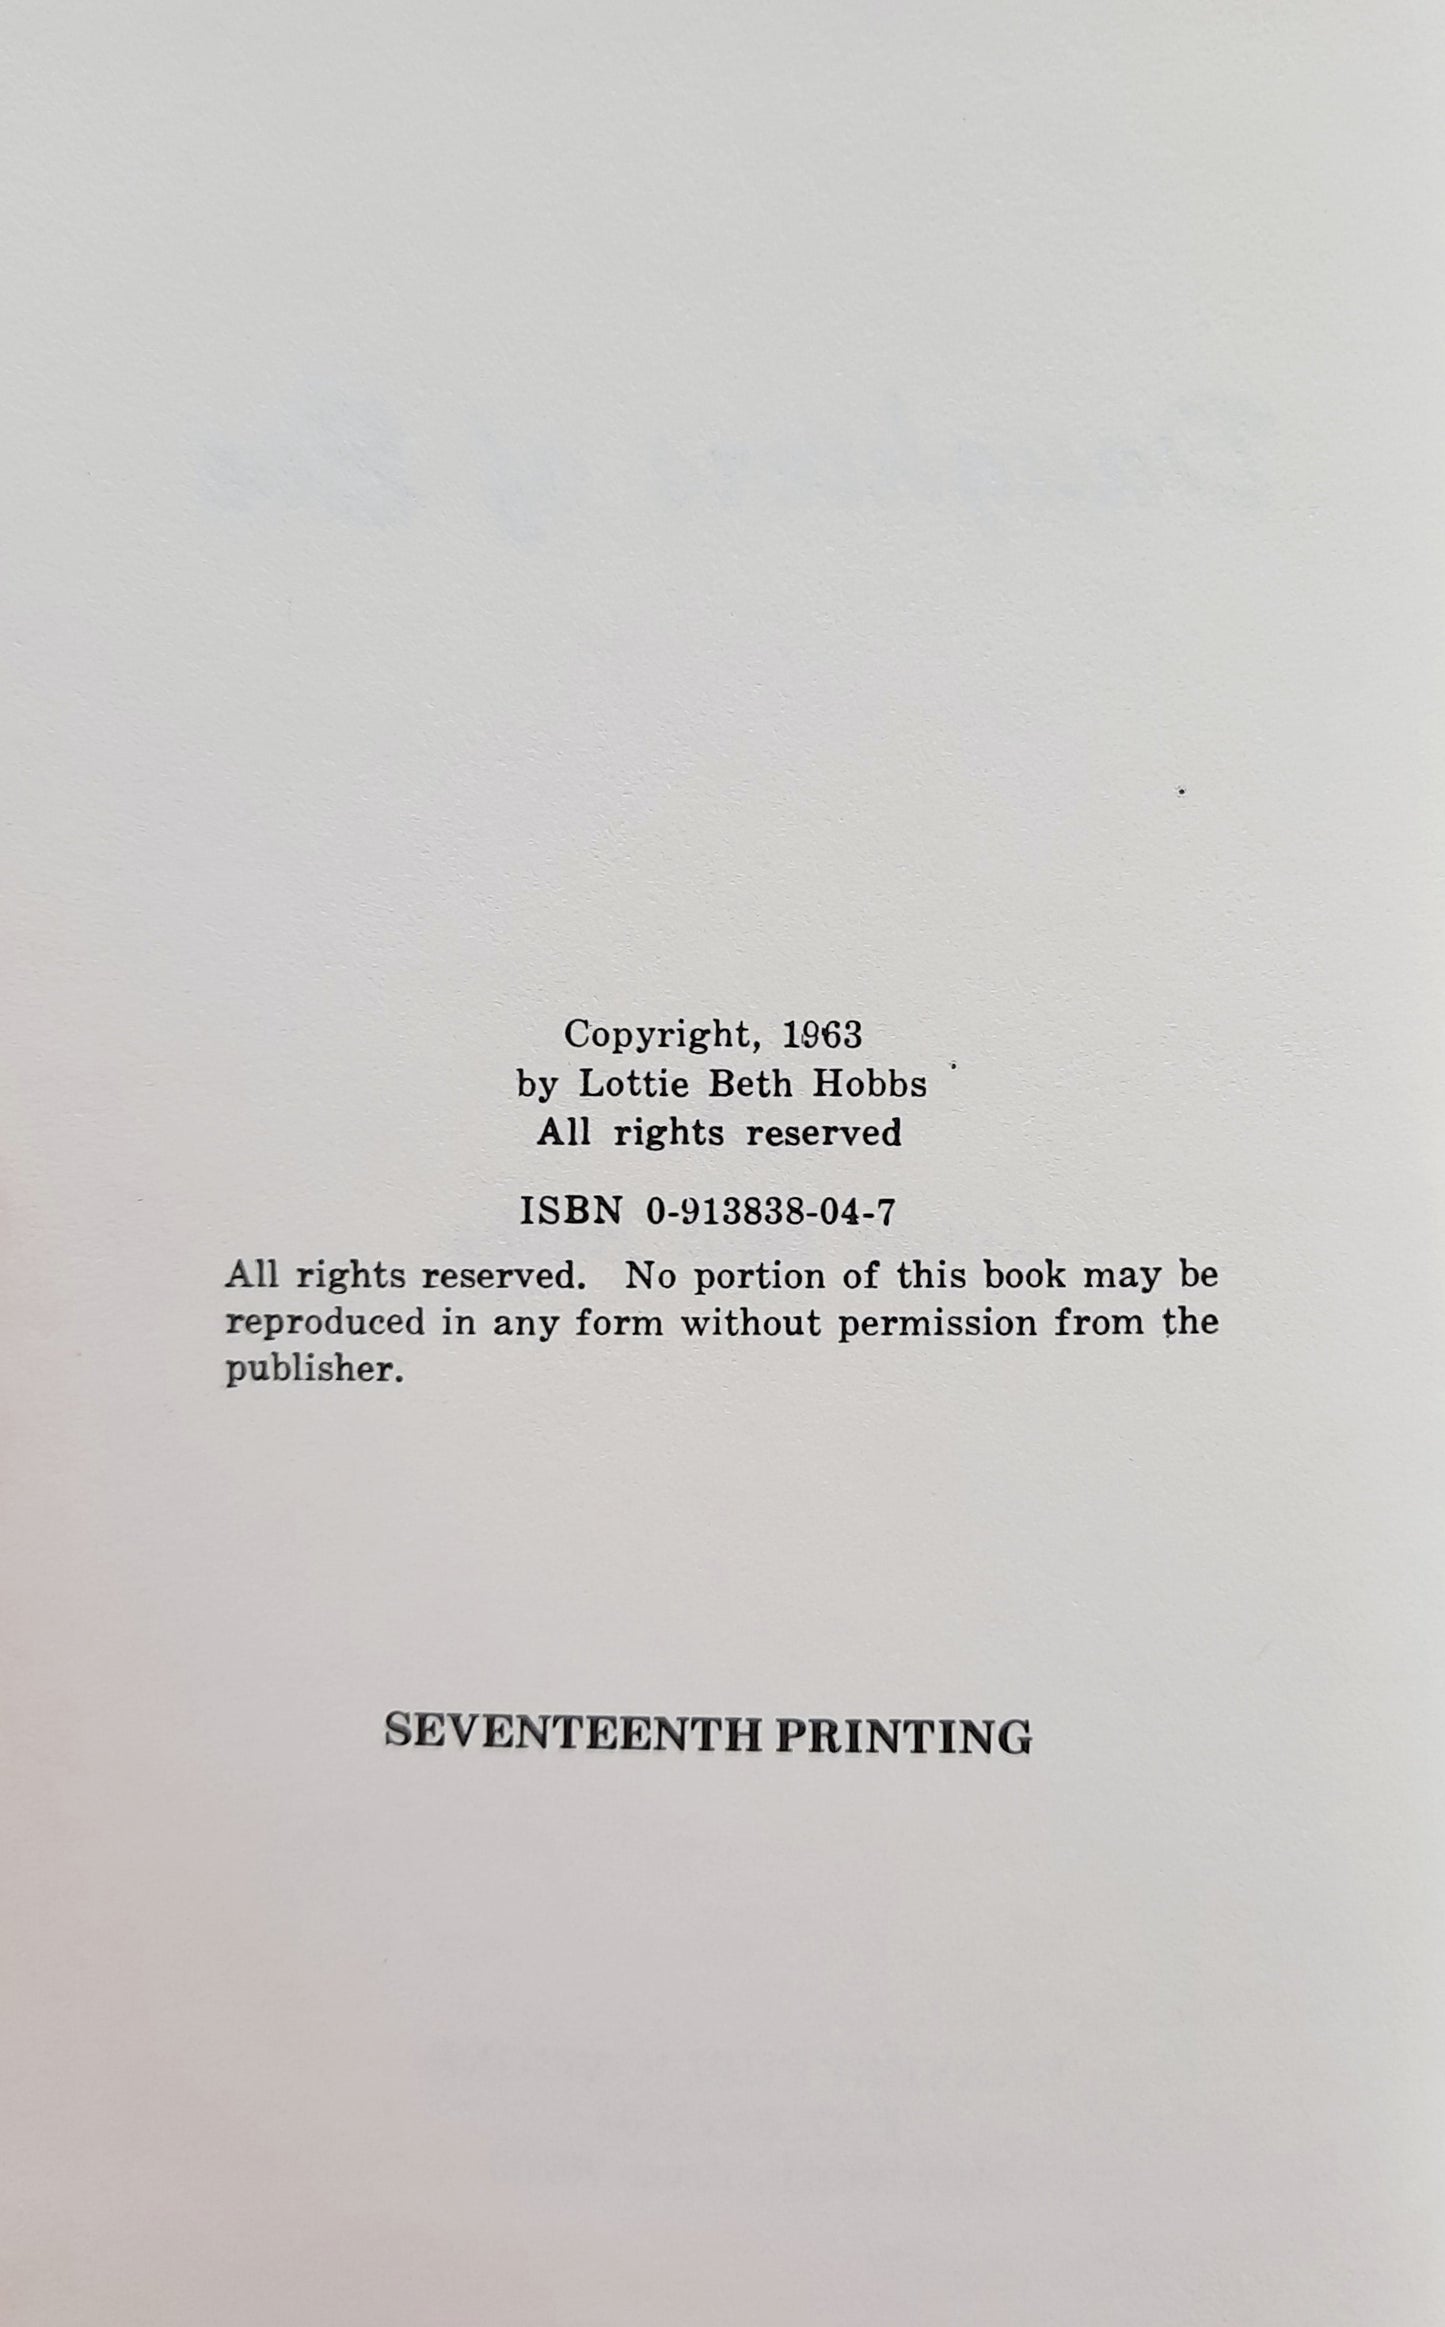 Copyright, 1963
by Lottie Beth Hobbs
All rights reserved
ISBN 0-913838-04-7
All rights reserved. No portion of this book may be
reproduced in any form without permission from the
publisher.
SEVENTEENTH PRINTING